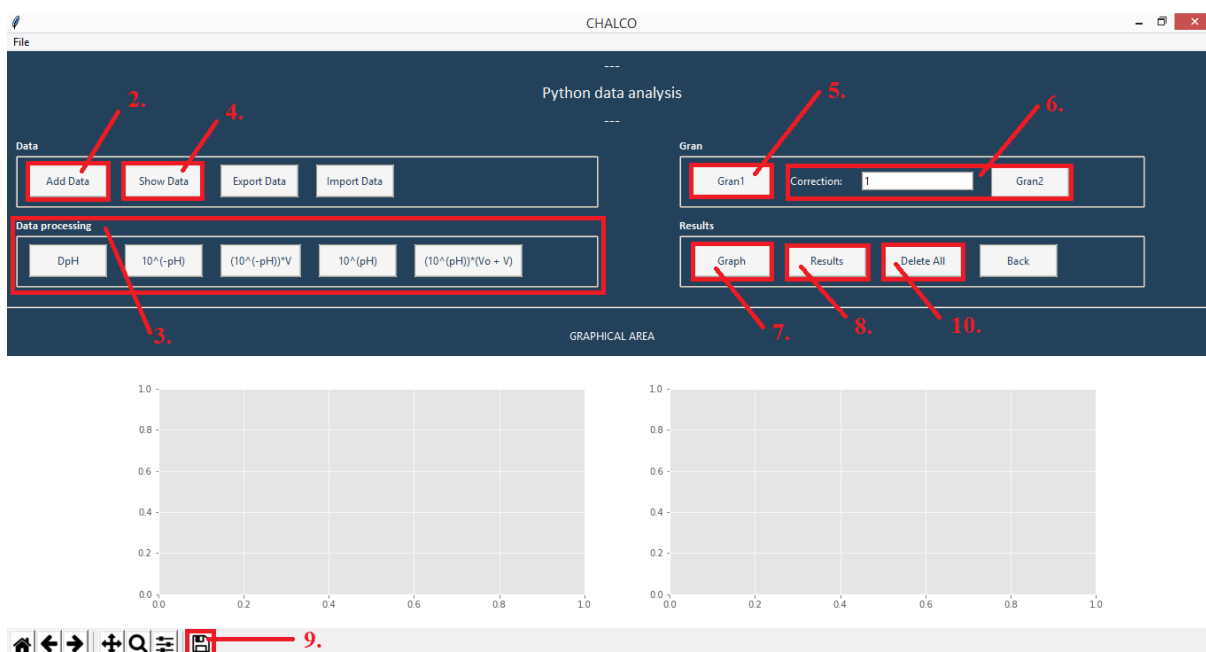 CHALCO
File
---
Python data analysis
---
2.
4.
5.
6.
Data
Add Data
Show Data
Export Data
Import Data
Gran
Gran1
Correction:
1
Gran2
Data processing
DpH
10^(-pH)
(10^(-pH))*V
10^(pH)
(10^(pH))*(Vo + V)
3.
Results
Graph
Results
Delete All
Back
7.
8.
10.
GRAPHICAL AREA
1.0
0.8
0.6
0.4
0.2
0.0
0.0 0.2 0.4 0.6 0.8 1.0
1.0
0.8
0.6
0.4
0.2
0.0
0.0 0.2 0.4 0.6 0.8 1.0
9.